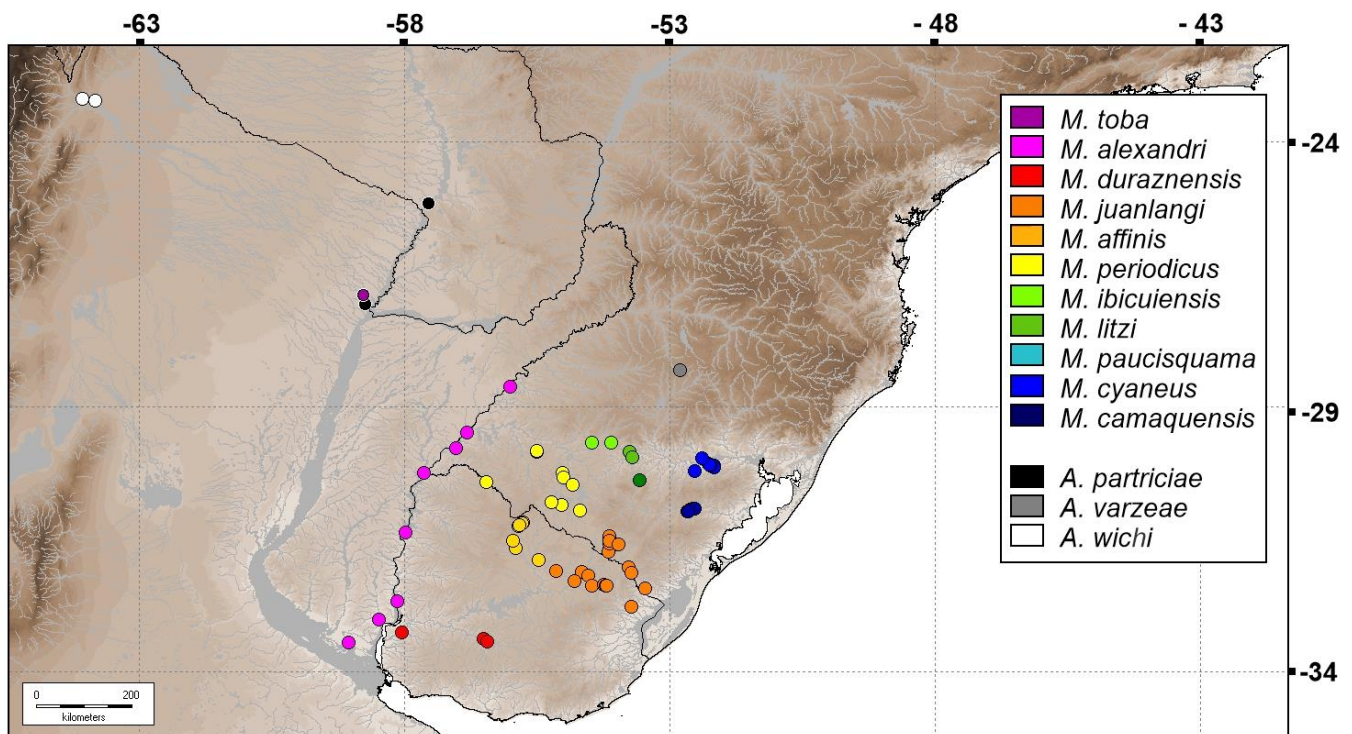 -63 -58 -53 - 48 - 43
M. toba
M. alexandri
-24
M. duraznensis
M. juanlangi
M. affinis
M. periodicus
M. ibicuiensis
M. litzi
M. paucisquama
M. cyaneus
-29
M. camaquensis
A. partriciae
A. varzeae
A. wichi
-34
0 200
kilometers